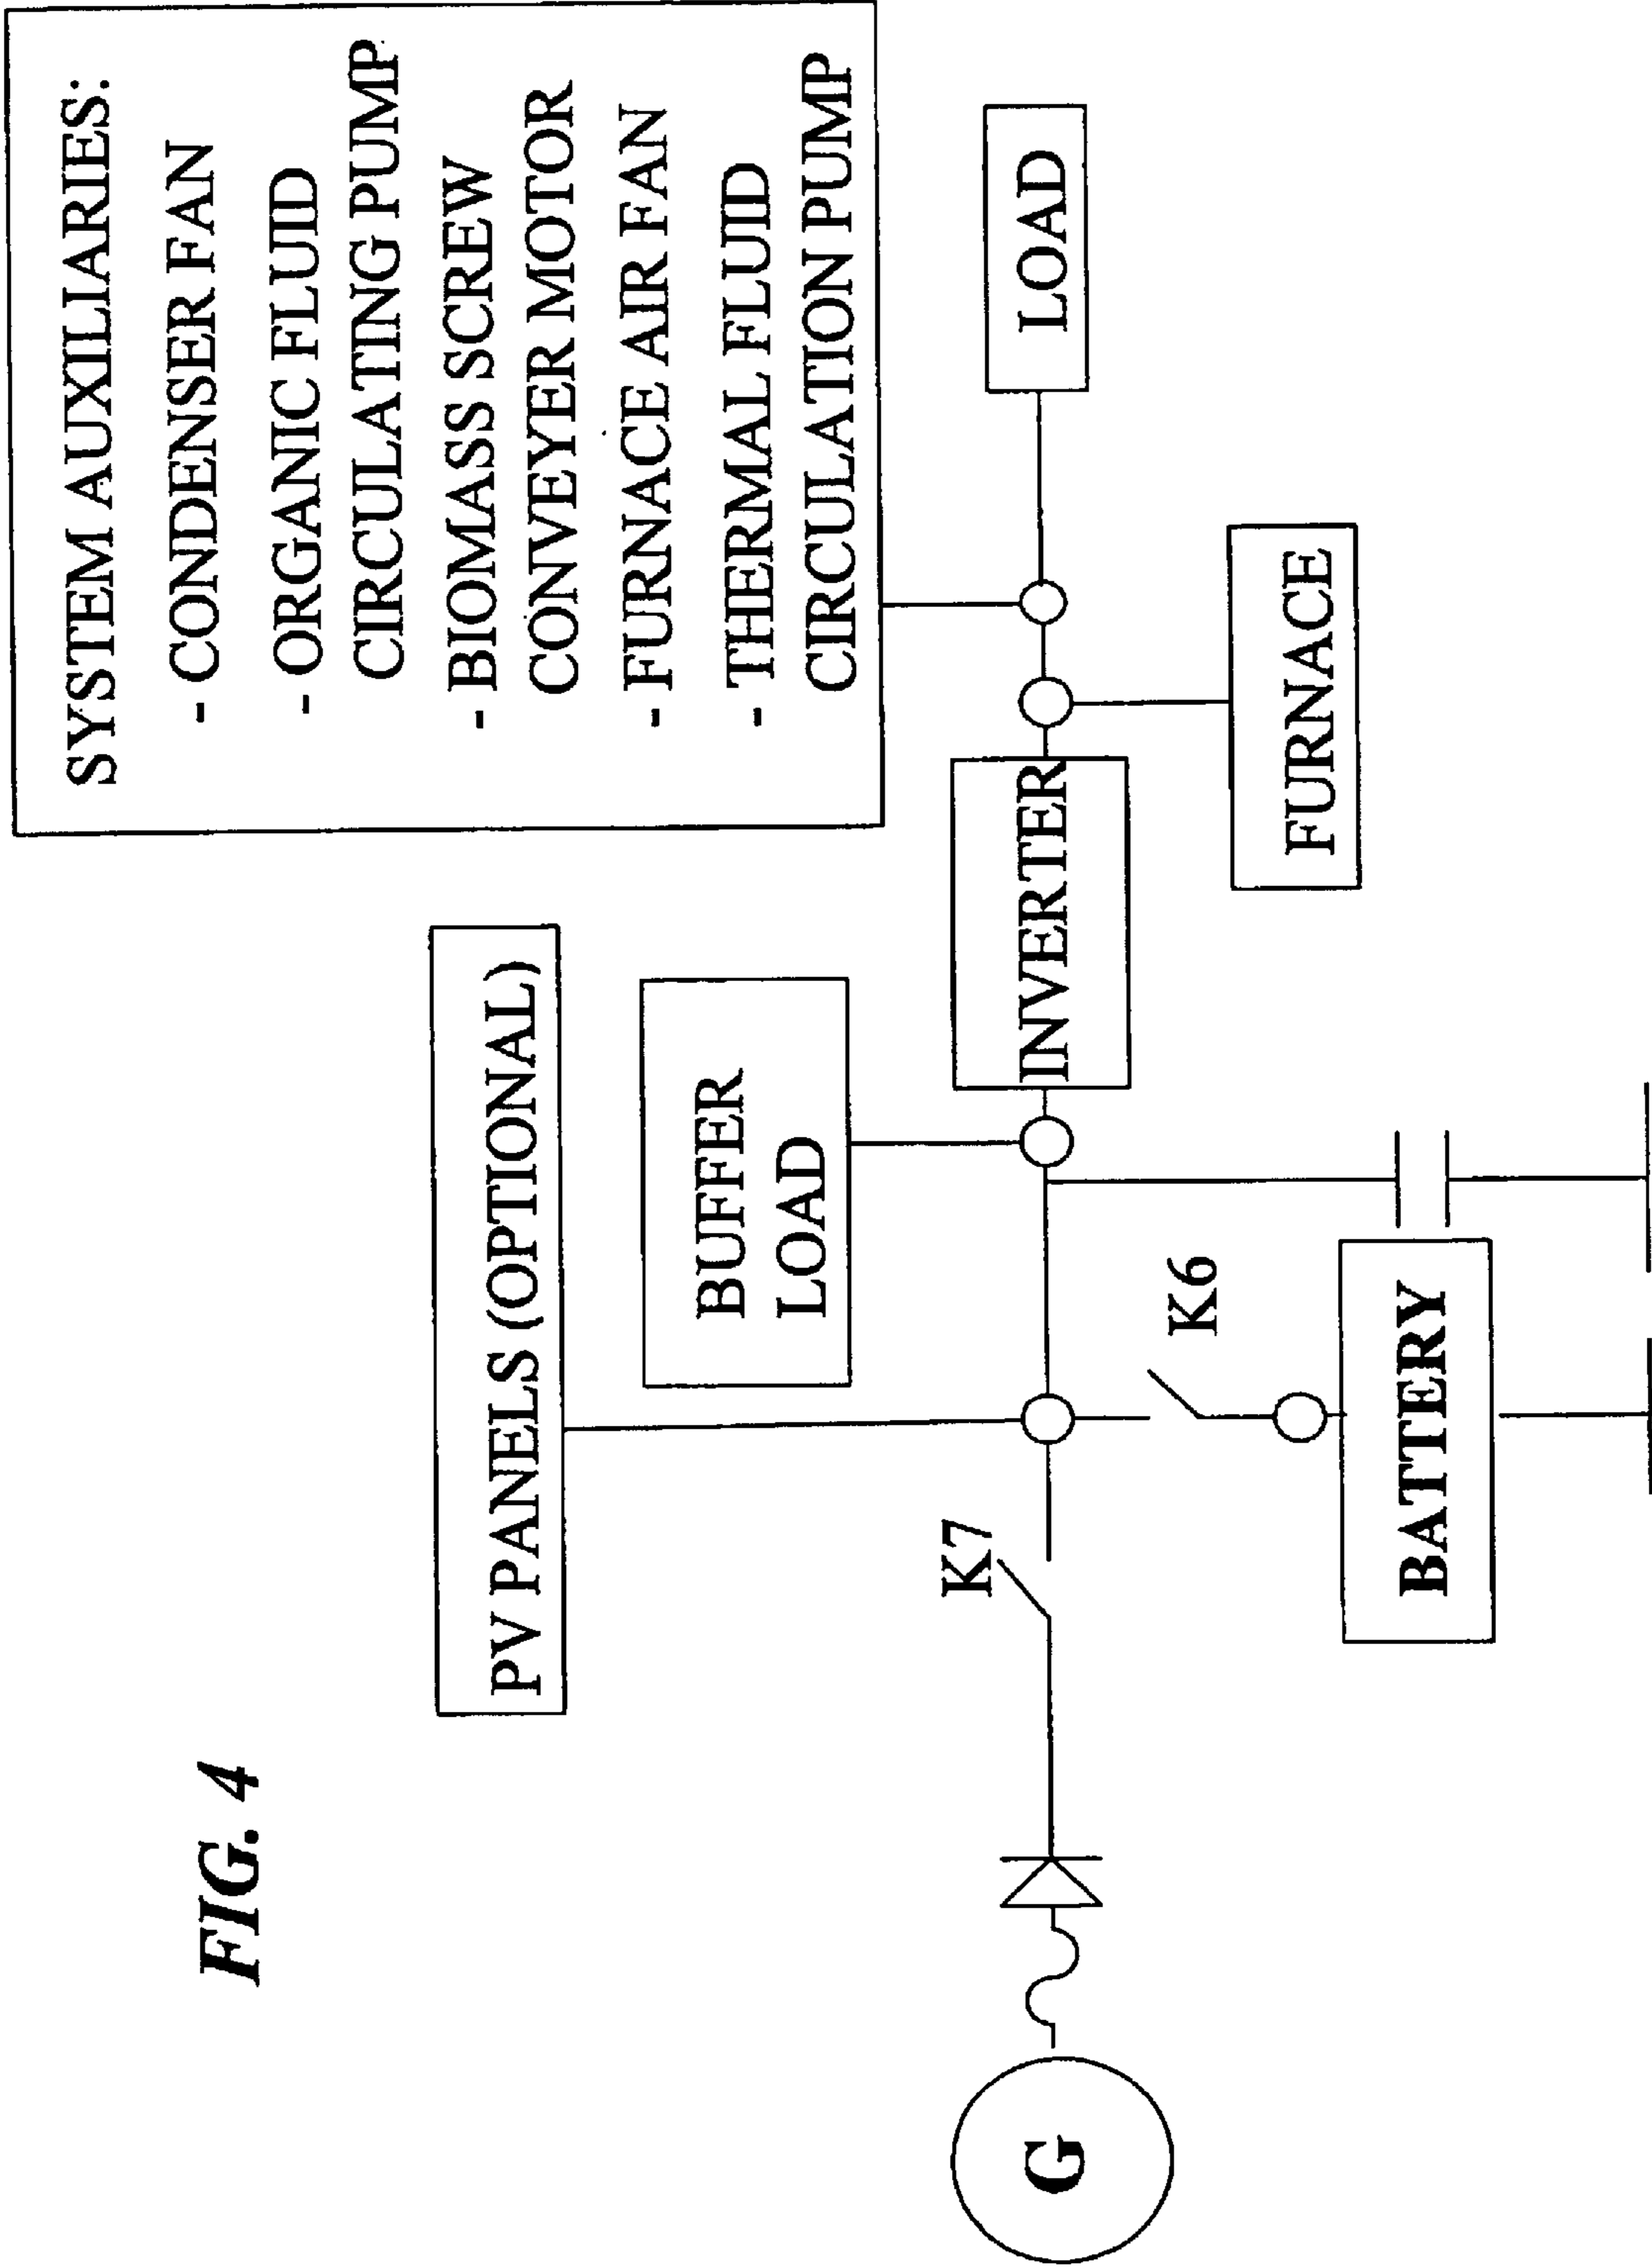 FIG. 4
SYSTEM AUXILIARIES:
- CONDENSER FAN
- ORGANIC FLUID
CIRCULATING PUMP
- BIOMASS SCREW
CONVEYER MOTOR
- FURNACE AIR FAN
- THERMAL FLUID
CIRCULATION PUMP
PV PANELS (OPTIONAL)
BUFFER
LOAD
G
K7
INVERTER
LOAD
K6
BATTERY
FURNACE